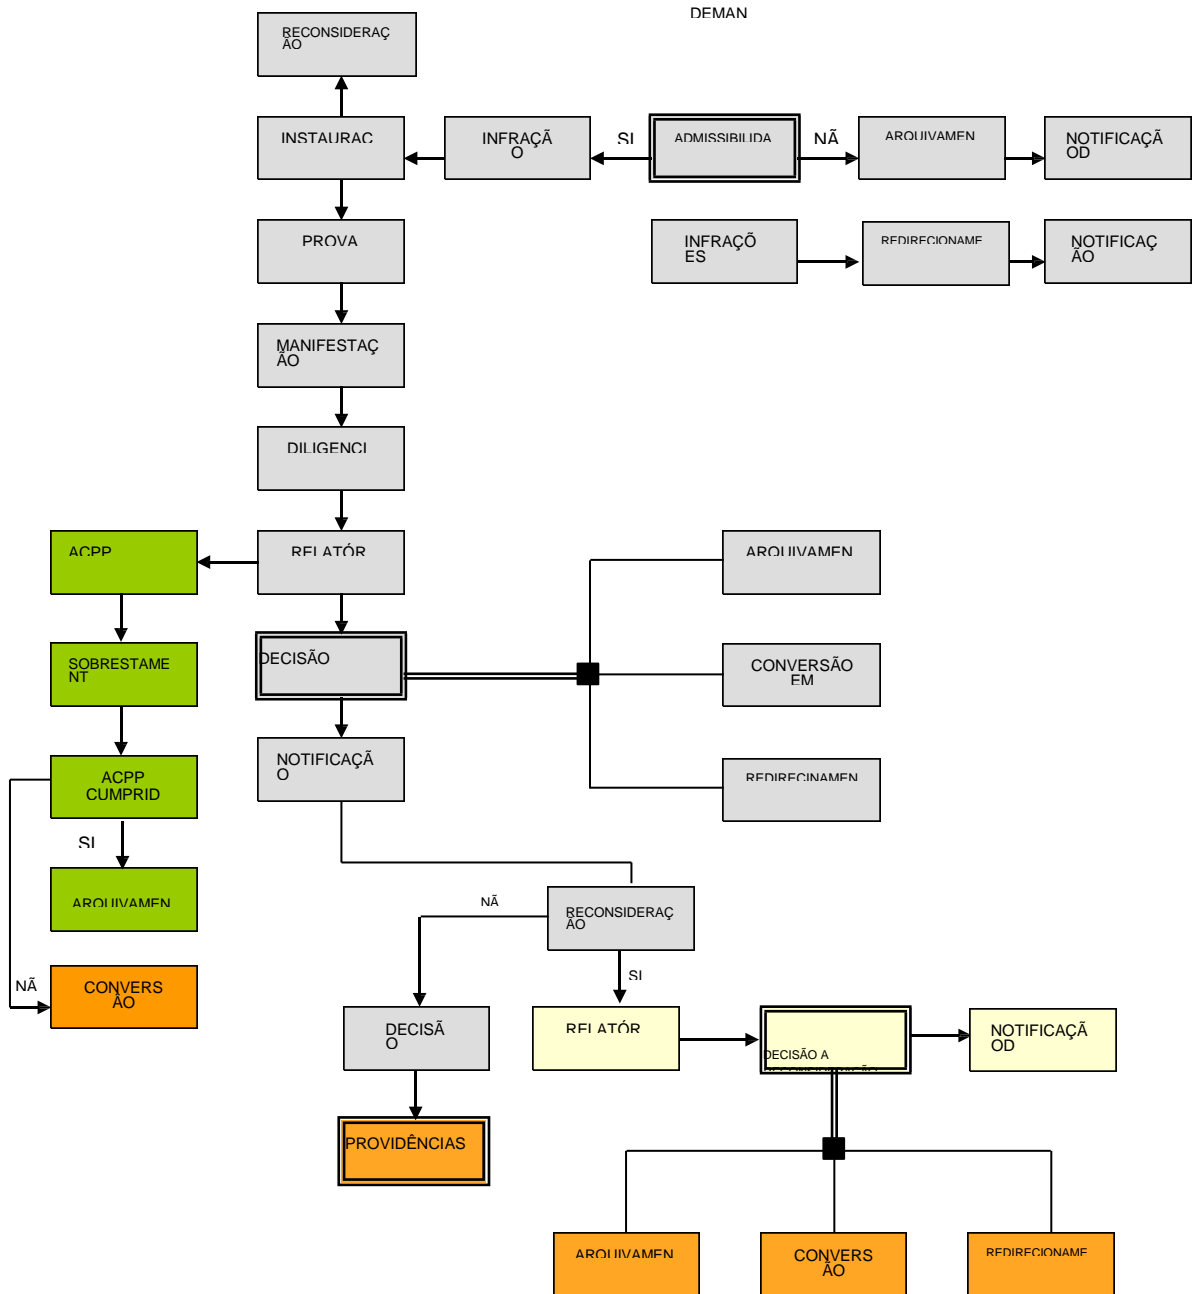 DEMAN
RECONSIDERAÇ
ÃO
INSTAURAC
INFRAÇÃ
O
SI
ADMISSIBILIDA
NÃ
ARQUIVAMEN
NOTIFICAÇÃ
OD
PROVA
INFRAÇÕ
ES
REDIRECIONAME
NOTIFICAÇ
ÃO
MANIFESTAÇ
ÃO
DILIGENCI
ACPP
RELATÓR
ARQUIVAMEN
SOBRESTAME
NT
DECISÃO
CONVERSÃO
EM
ACPP
CUMPRID
NOTIFICAÇÃ
O
REDIRECINAMEN
SI
ARQUIVAMEN
NÃ
RECONSIDERAÇ
ÃO
SI
NÃ
CONVERS
ÃO
DECISÃ
O
RELATÓR
DECISÃO A
RECONSIDERAÇÃO
NOTIFICAÇÃ
OD
PROVIDÊNCIAS
ARQUIVAMEN
CONVERS
ÃO
REDIRECIONAME